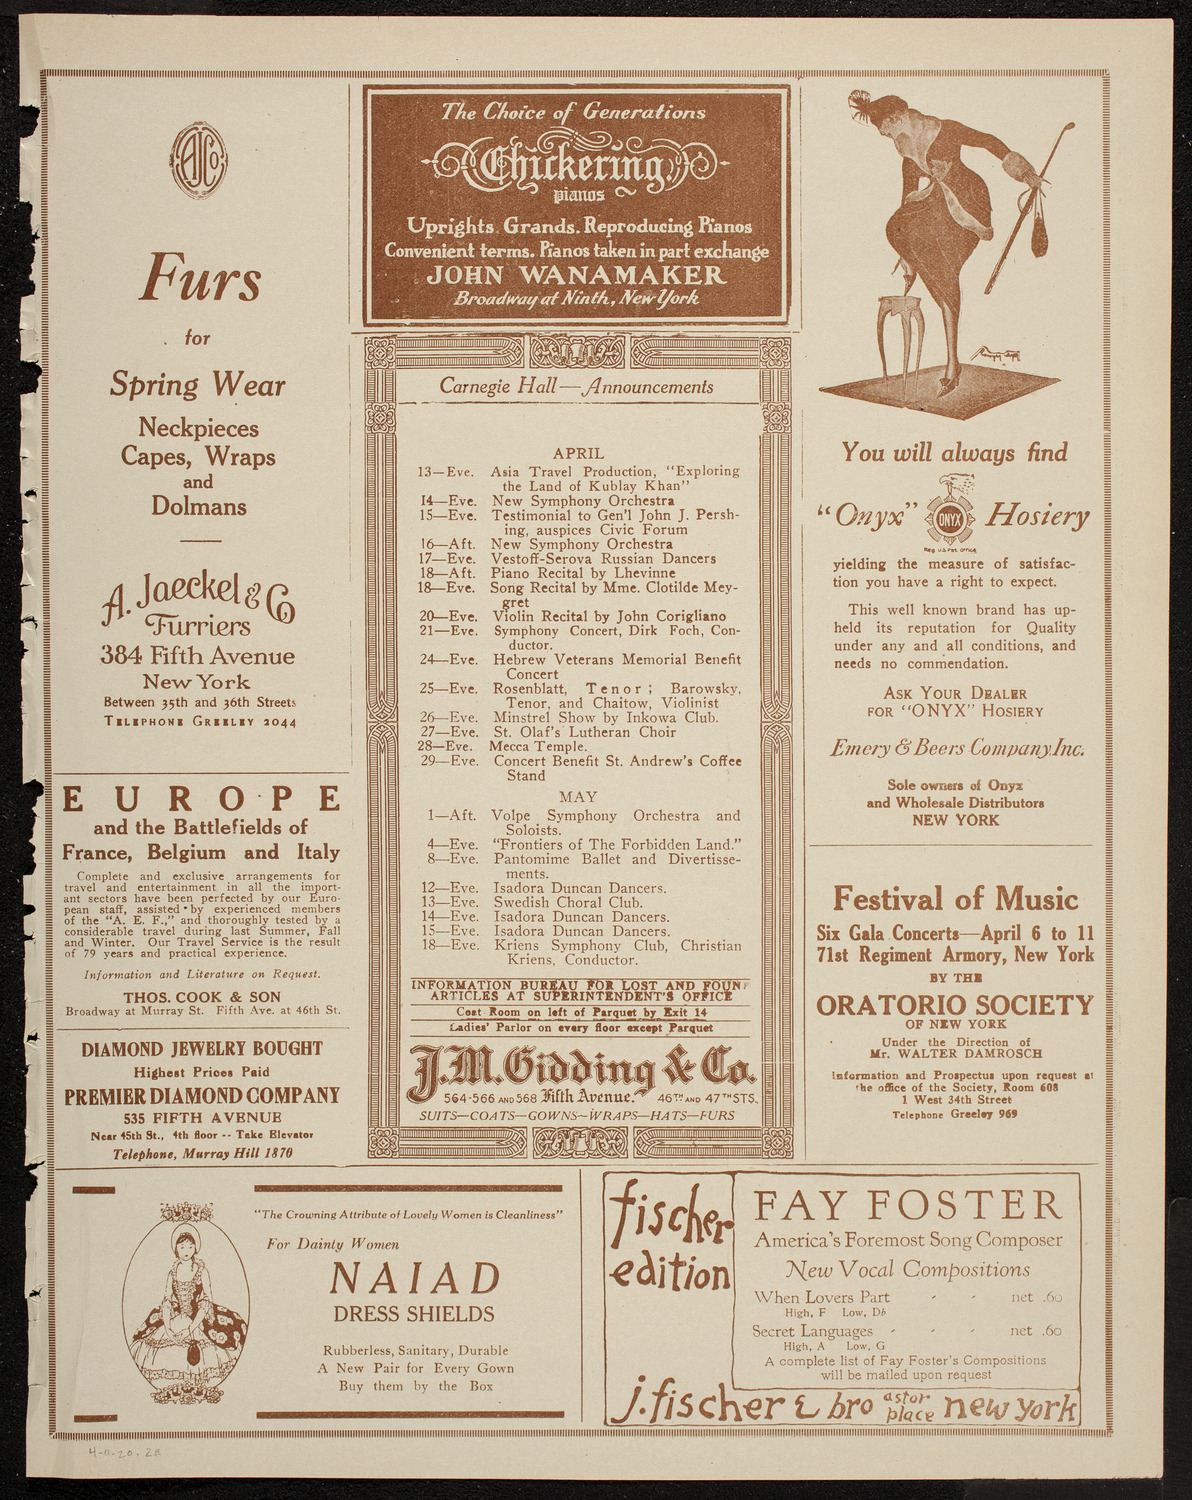 AJCo
Furs
for
Spring Wear
Neckpieces
Capes, Wraps
and
Dolmans
A. Jaeckel & Co
Furriers
384 Fifth Avenue
New York
Between 35th and 36th Streets
TELEPHONE GREELEY 2044
EUROPE
and the Battlefields of
France, Belgium and Italy
Complete and exclusive arrangements for
travel and entertainment in all the import-
ant sectors have been perfected by our Euro-
pean staff, assisted by experienced members
of the "A. E. F.," and thoroughly tested by a
considerable travel during last Summer, Fall
and Winter. Our Travel Service is the result
of 79 years and practical experience.
Information and Literature on Request.
THOS. COOK & SON
Broadway at Murray St. Fifth Ave. at 46th St.
DIAMOND JEWELRY BOUGHT
Highest Prices Paid
PREMIER DIAMOND COMPANY
535 FIFTH AVENUE
Near 45th St., 4th floor -- Take Elevator
Telephone, Murray Hill 1870
The Choice of Generations
Chickering
pianos
Uprights. Grands. Reproducing Pianos
Convenient terms. Pianos taken in part exchange
JOHN WANAMAKER
Broadway at Ninth, New York
Carnegie Hall—Announcements
APRIL
13—Eve. Asia Travel Production, "Exploring
the Land of Kublay Khan"
14—Eve. New Symphony Orchestra
15—Eve. Testimonial to Gen'l John J. Persh-
ing, auspices Civic Forum
16—Aft. New Symphony Orchestra
17—Eve. Vestoff-Serova Russian Dancers
18—Aft. Piano Recital by Lhevinne
18—Eve. Song Recital by Mme. Clotilde Mey-
gret
20—Eve. Violin Recital by John Corigliano
21—Eve. Symphony Concert, Dirk Foch, Con-
ductor.
24—Eve. Hebrew Veterans Memorial Benefit
Concert
25—Eve. Rosenblatt, Tenor; Barowsky,
Tenor, and Chaitow, Violinist
26—Eve. Minstrel Show by Inkowa Club.
27—Eve. St. Olaf's Lutheran Choir
28—Eve. Mecca Temple.
29—Eve. Concert Benefit St. Andrew's Coffee
Stand
MAY
1—Aft. Volpe Symphony Orchestra and
Soloists.
4—Eve. "Frontiers of The Forbidden Land."
8—Eve. Pantomime Ballet and Divertisse-
ments.
12—Eve. Isadora Duncan Dancers.
13—Eve. Swedish Choral Club.
14—Eve. Isadora Duncan Dancers.
15—Eve. Isadora Duncan Dancers.
18—Eve. Kriens Symphony Club, Christian
Kriens, Conductor.
INFORMATION BUREAU FOR LOST AND FOUN
ARTICLES AT SUPERINTENDENT'S OFFICE
Coat Room on left of Parquet by Exit 14
Ladies' Parlor on every floor except Parquet
J.M. Gidding & Co.
564-566 AND 568 Fifth Avenue. 46TH AND 47TH STS.
SUITS—COATS—GOWNS—WRAPS—HATS—FURS
You will always find
"Onyx" ONYX Hosiery
Reg. U.S. Pat. Office
yielding the measure of satisfac-
tion you have a right to expect.
This well known brand has up-
held its reputation for Quality
under any and all conditions, and
needs no commendation.
ASK YOUR DEALER
FOR "ONYX" HOSIERY
Emery & Beers Company, Inc.
Sole owners of Onyx
and Wholesale Distributors
NEW YORK
Festival of Music
Six Gala Concerts—April 6 to 11
71st Regiment Armory, New York
BY THE
ORATORIO SOCIETY
OF NEW YORK
Under the Direction of
Mr. WALTER DAMROSCH
Information and Prospectus upon request at
the office of the Society, Room 608
1 West 34th Street
Telephone Greeley 969
"The Crowning Attribute of Lovely Women is Cleanliness"
For Dainty Women
NAIAD
DRESS SHIELDS
Rubberless, Sanitary, Durable
A New Pair for Every Gown
Buy them by the Box
fischer
edition
FAY FOSTER
America's Foremost Song Composer
New Vocal Compositions
When Lovers Part - - net .60
High, F Low, Db
Secret Languages - - - net .60
High, A Low, G
A complete list of Fay Foster's Compositions
will be mailed upon request
j. fischer & bro astor place new york
4-11-20. 2E